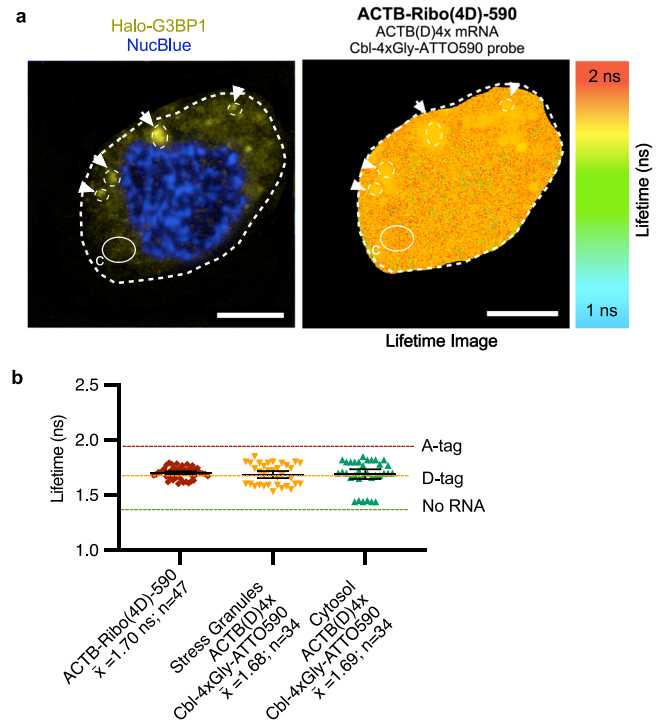 a
Halo-G3BP1
NucBlue
C
ACTB-Ribo(4D)-590
ACTB(D)4x mRNA
Cbl-4xGly-ATTO590 probe
2 ns
1 ns
Lifetime (ns)
Lifetime Image
b
Lifetime (ns)
2.5
2.0
1.5
1.0
A-tag
D-tag
No RNA
ACTB-Ribo(4D)-590
x̄ =1.70 ns; n=47
Stress Granules
ACTB(D)4x
Cbl-4xGly-ATTO590
x̄ =1.68; n=34
Cytosol
ACTB(D)4x
Cbl-4xGly-ATTO590
x̄ =1.69; n=34